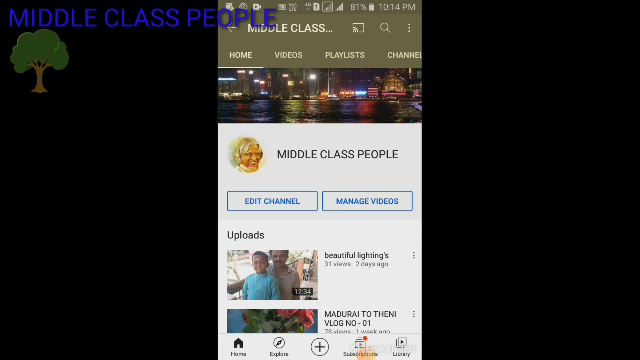 MIDDLE CLASS PEOPLE
81% 10:14 PM
MIDDLE CLASS...
HOME VIDEOS PLAYLISTS CHANNEL
MIDDLE CLASS PEOPLE
EDIT CHANNEL MANAGE VIDEOS
Uploads
beautiful lighting's
31 views · 2 days ago
12:34
MADURAI TO THENI
VLOG NO - 01
78 views · 1 week ago
Home Explore Subscriptions Library